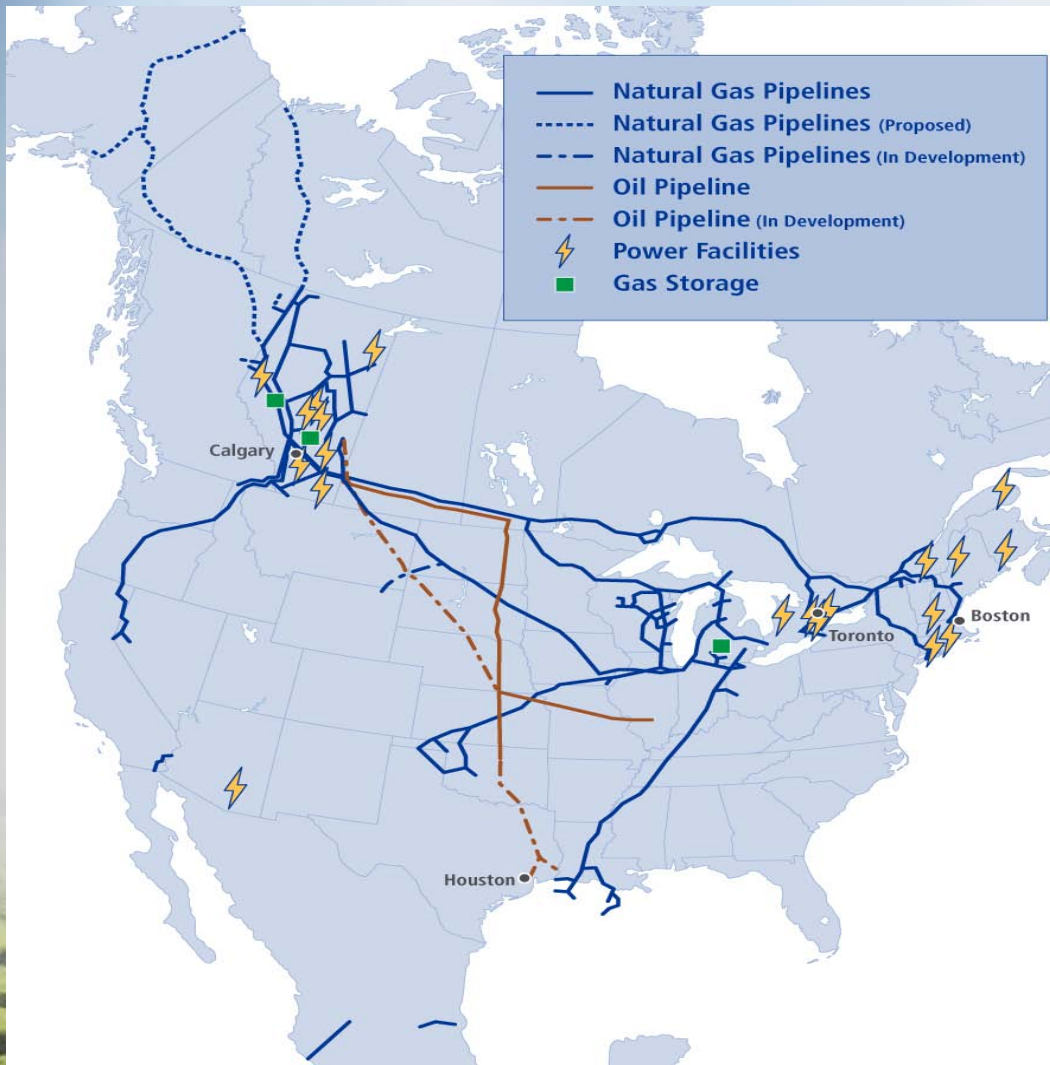 Natural Gas Pipelines
Natural Gas Pipelines (Proposed)
Natural Gas Pipelines (In Development)
Oil Pipeline
Oil Pipeline (In Development)
Power Facilities
Gas Storage
Calgary
Boston
Toronto
Houston